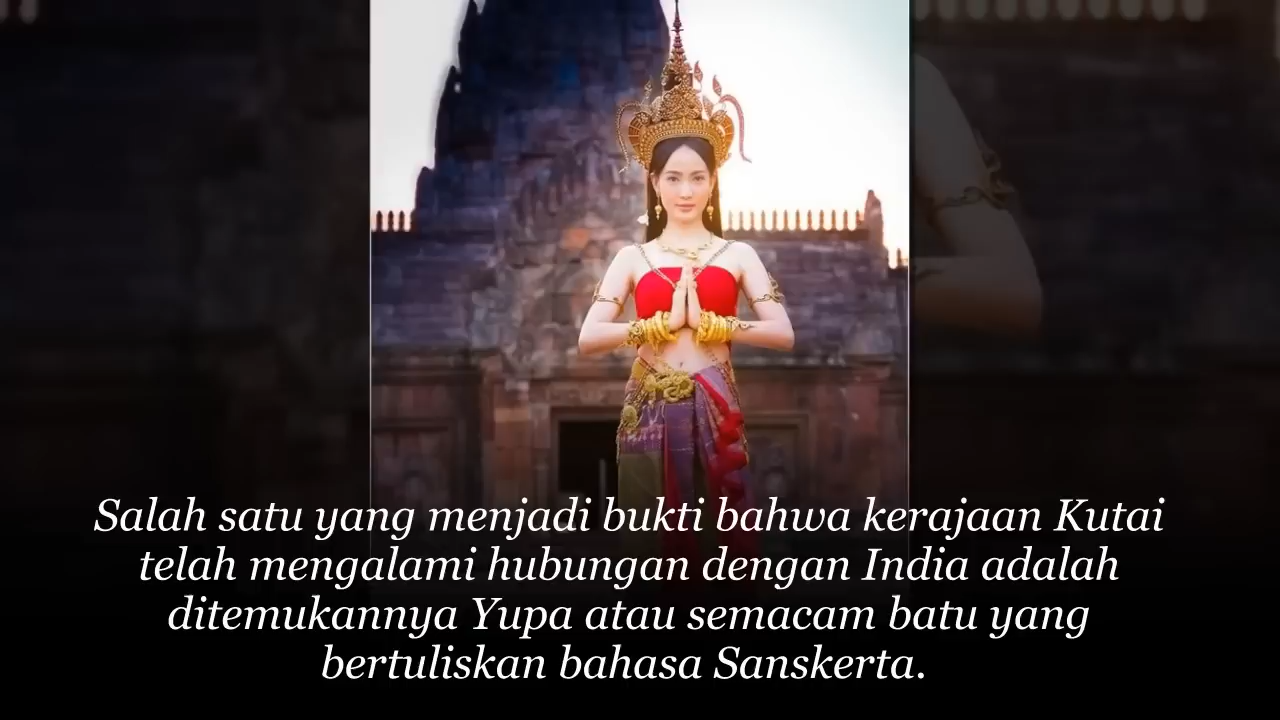 Salah satu yang menjadi bukti bahwa kerajaan Kutai
telah mengalami hubungan dengan India adalah
ditemukannya Yupa atau semacam batu yang
bertuliskan bahasa Sanskerta.